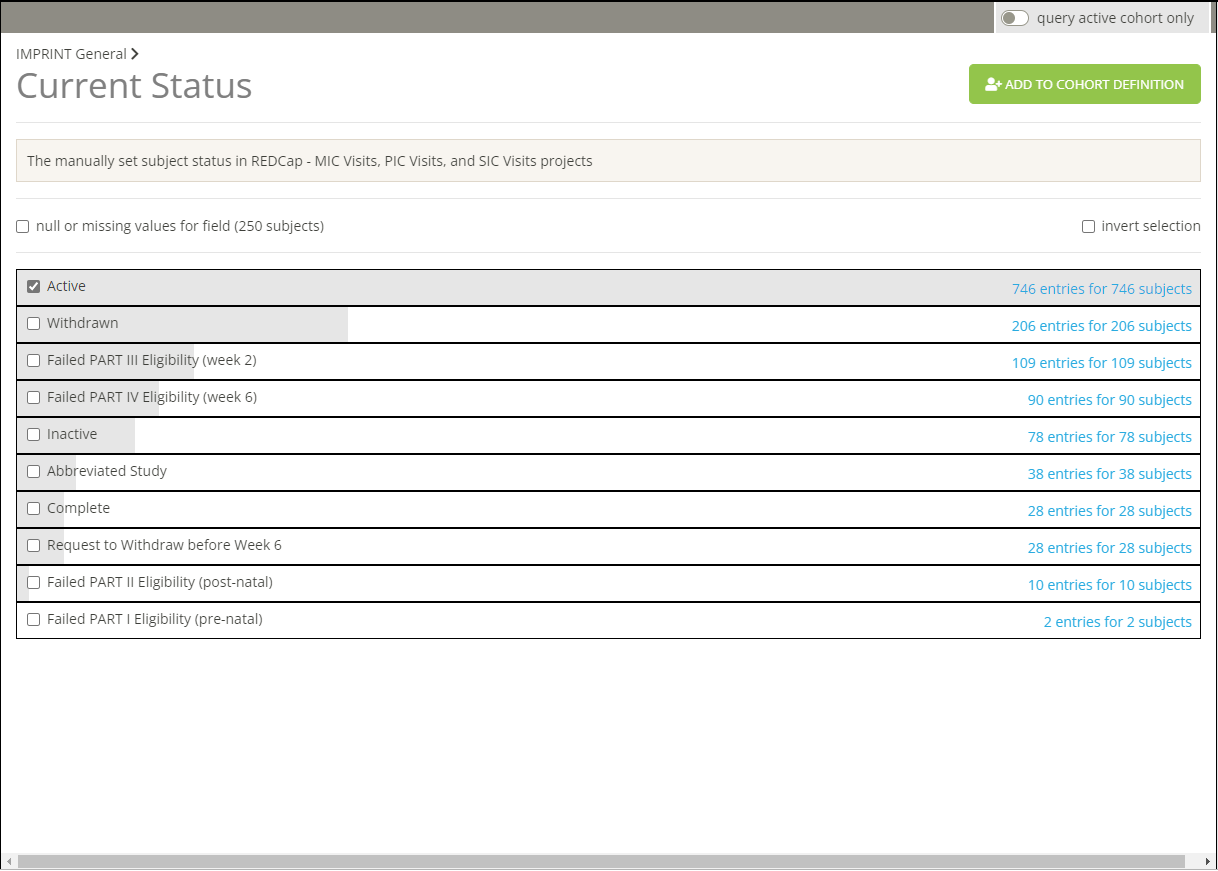 query active cohort only
IMPRINT General
Current Status
ADD TO COHORT DEFINITION
The manually set subject status in REDCap - MIC Visits, PIC Visits, and SIC Visits projects
null or missing values for field (250 subjects)
invert selection
Active
746 entries for 746 subjects
Withdrawn
206 entries for 206 subjects
Failed PART III Eligibility (week 2)
109 entries for 109 subjects
Failed PART IV Eligibility (week 6)
90 entries for 90 subjects
Inactive
78 entries for 78 subjects
Abbreviated Study
38 entries for 38 subjects
Complete
28 entries for 28 subjects
Request to Withdraw before Week 6
28 entries for 28 subjects
Failed PART II Eligibility (post-natal)
10 entries for 10 subjects
Failed PART I Eligibility (pre-natal)
2 entries for 2 subjects